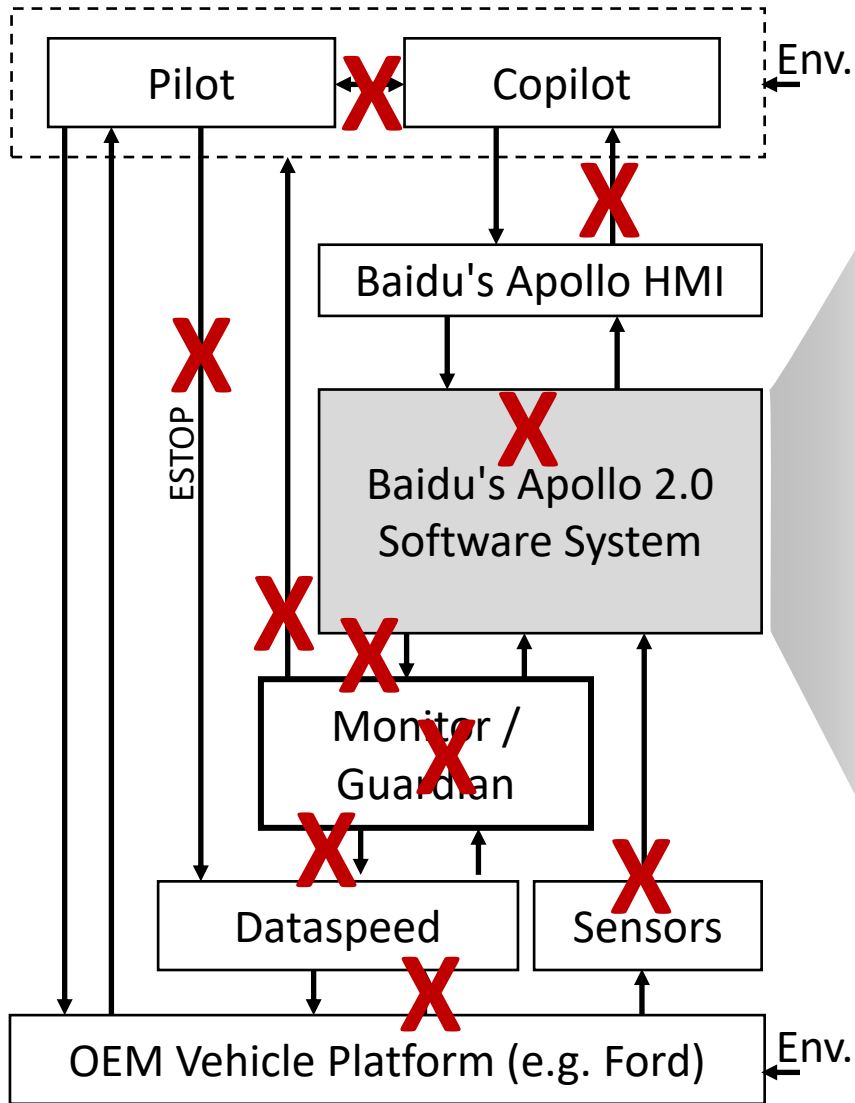 Pilot
Copilot
Env.
X
X
Baidu's Apollo HMI
X
ESTOP
X
Baidu's Apollo 2.0
Software System
X
X
Monitor /
Guardian
X
X
X
Dataspeed
Sensors
X
OEM Vehicle Platform (e.g. Ford)
Env.